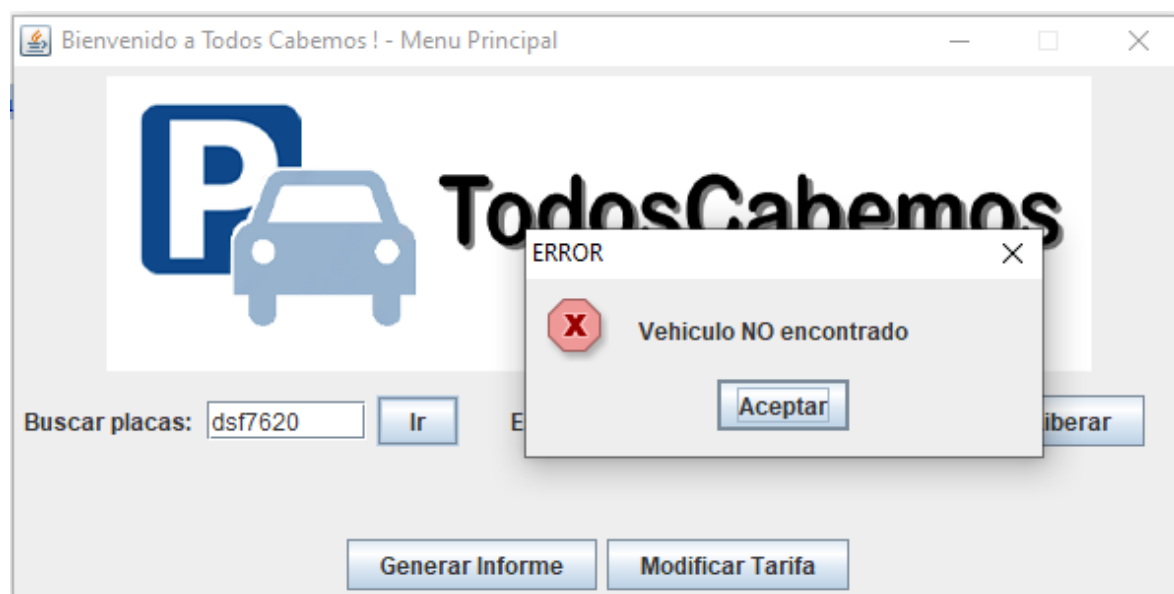 Bienvenido a Todos Cabemos ! - Menu Principal
P
TodosCabemos
ERROR
x
Vehiculo NO encontrado
Aceptar
Buscar placas: dsf7620 Ir
Generar Informe Modificar Tarifa